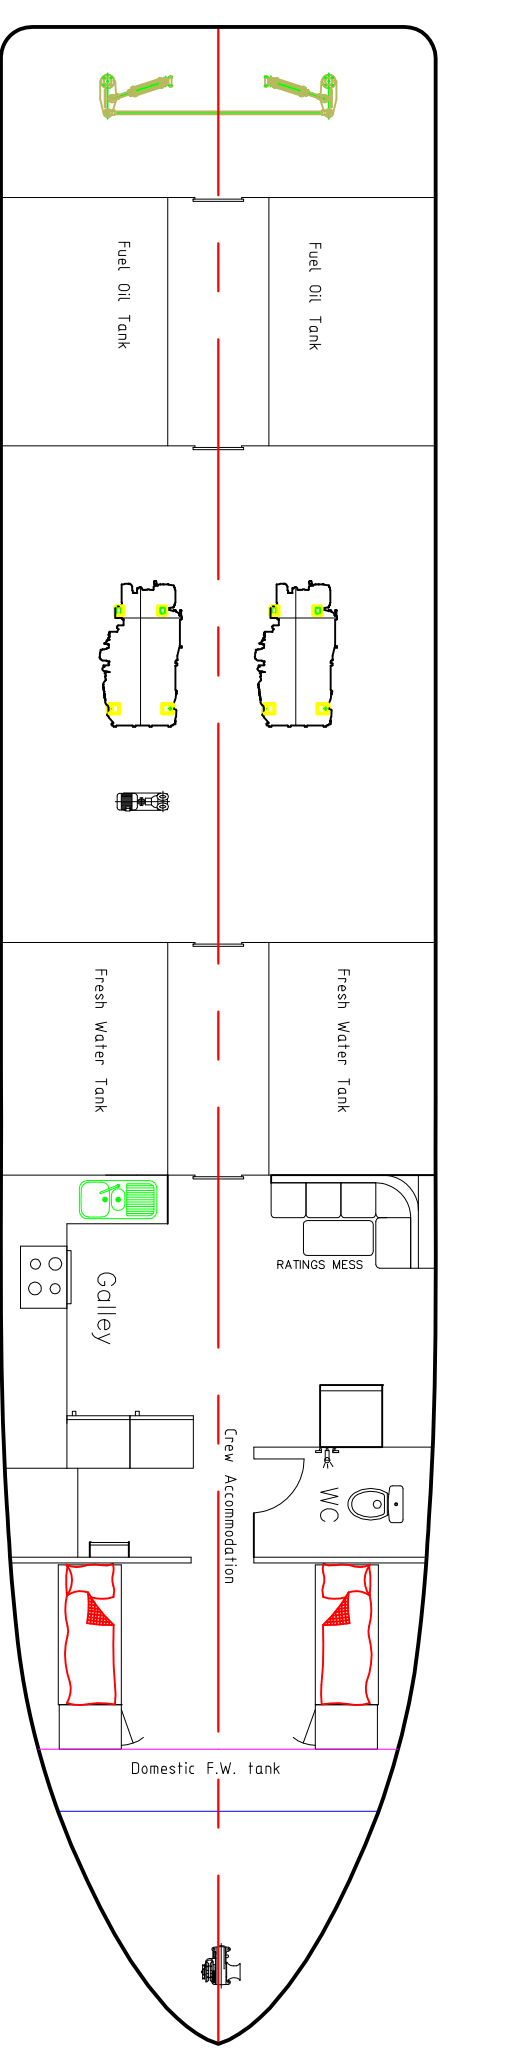 Fuel Oil Tank
Fuel Oil Tank
Fresh Water Tank
Fresh Water Tank
RATINGS MESS
Galley
Crew Accommodation
WC
Domestic F.W. tank